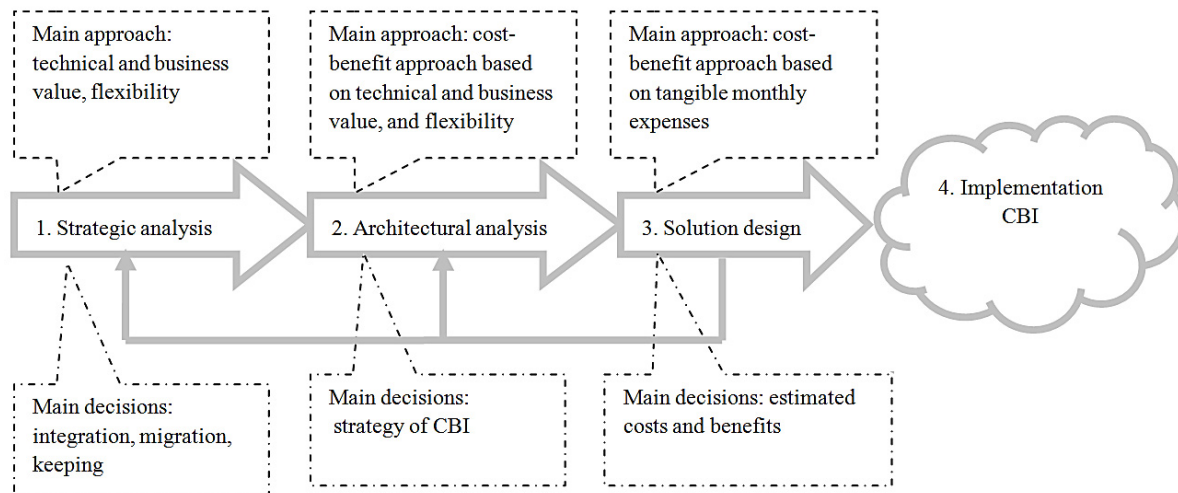 Main approach:
technical and business
value, flexibility
Main approach: cost-
benefit approach based
on technical and business
value, and flexibility
Main approach: cost-
benefit approach based
on tangible monthly
expenses
1. Strategic analysis
2. Architectural analysis
3. Solution design
4. Implementation
CBI
Main decisions:
integration, migration,
keeping
Main decisions:
strategy of CBI
Main decisions: estimated
costs and benefits